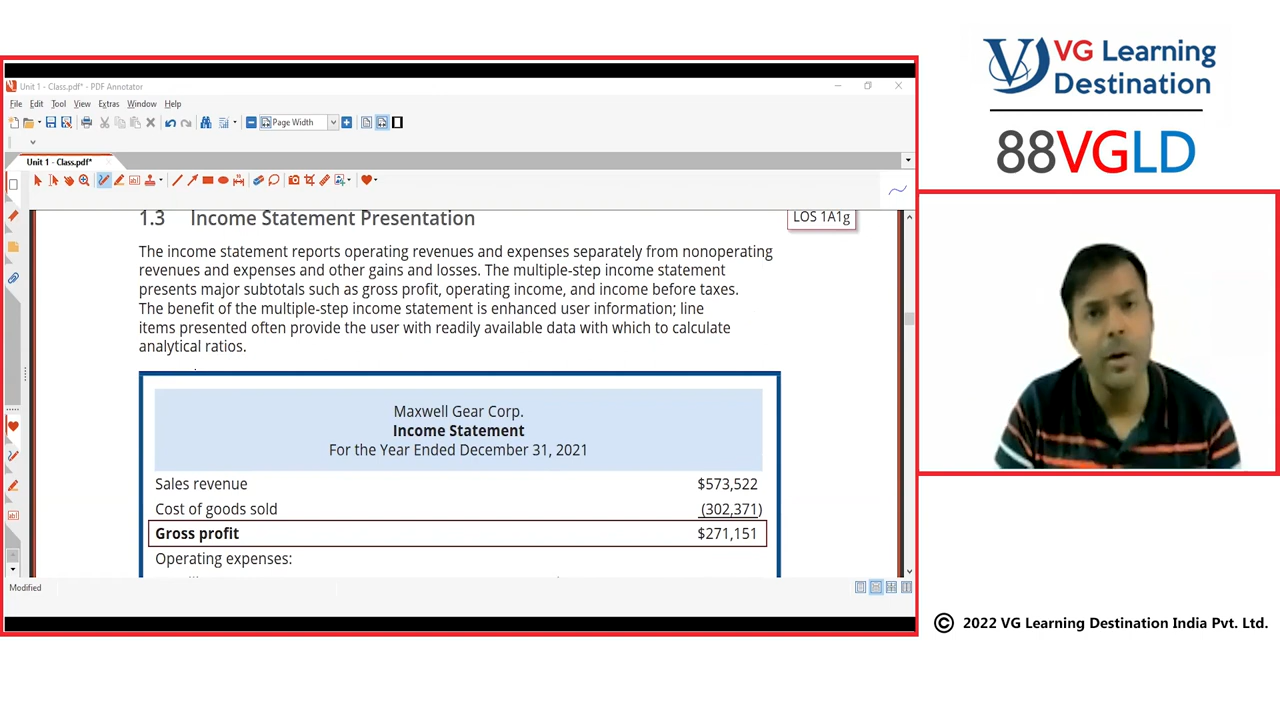 Unit 1 - Class.pdf* - PDF Annotator
File Edit Tool View Extras Window Help
Page Width
Unit 1 - Class.pdf*
1.3 Income Statement Presentation
LOS 1A1g
The income statement reports operating revenues and expenses separately from nonoperating
revenues and expenses and other gains and losses. The multiple-step income statement
presents major subtotals such as gross profit, operating income, and income before taxes.
The benefit of the multiple-step income statement is enhanced user information; line
items presented often provide the user with readily available data with which to calculate
analytical ratios.
Maxwell Gear Corp.
Income Statement
For the Year Ended December 31, 2021
Sales revenue $573,522
Cost of goods sold (302,371)
Gross profit $271,151
Operating expenses:
Modified
VG Learning
Destination
88VGLD
© 2022 VG Learning Destination India Pvt. Ltd.